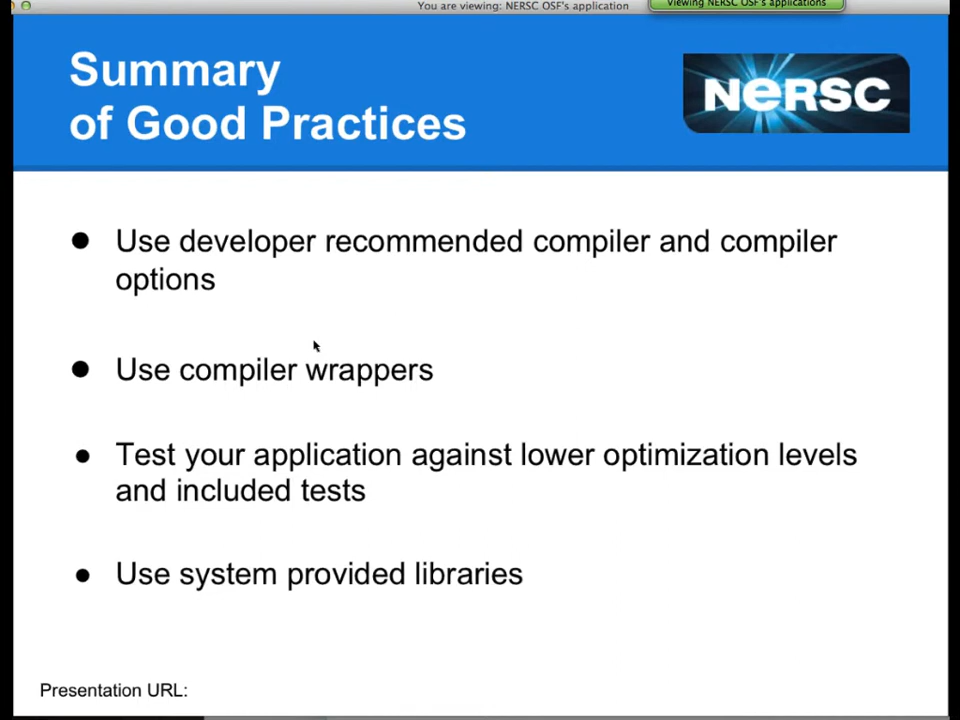 You are viewing: NERSC OSF's application
Viewing NERSC OSF's applications
Summary
of Good Practices
NERSC
● Use developer recommended compiler and compiler
options
● Use compiler wrappers
● Test your application against lower optimization levels
and included tests
● Use system provided libraries
Presentation URL: